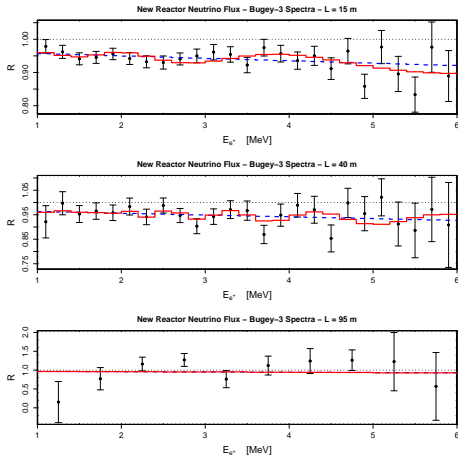 New Reactor Neutrino Flux − Bugey−3 Spectra − L = 15 m
R
0.80 0.90 1.00
1 2 3 4 5 6
Ee+ [MeV]
New Reactor Neutrino Flux − Bugey−3 Spectra − L = 40 m
R
0.75 0.85 0.95 1.05
1 2 3 4 5 6
Ee+ [MeV]
New Reactor Neutrino Flux − Bugey−3 Spectra − L = 95 m
R
0.0 0.5 1.0 1.5 2.0
1 2 3 4 5 6
Ee+ [MeV]